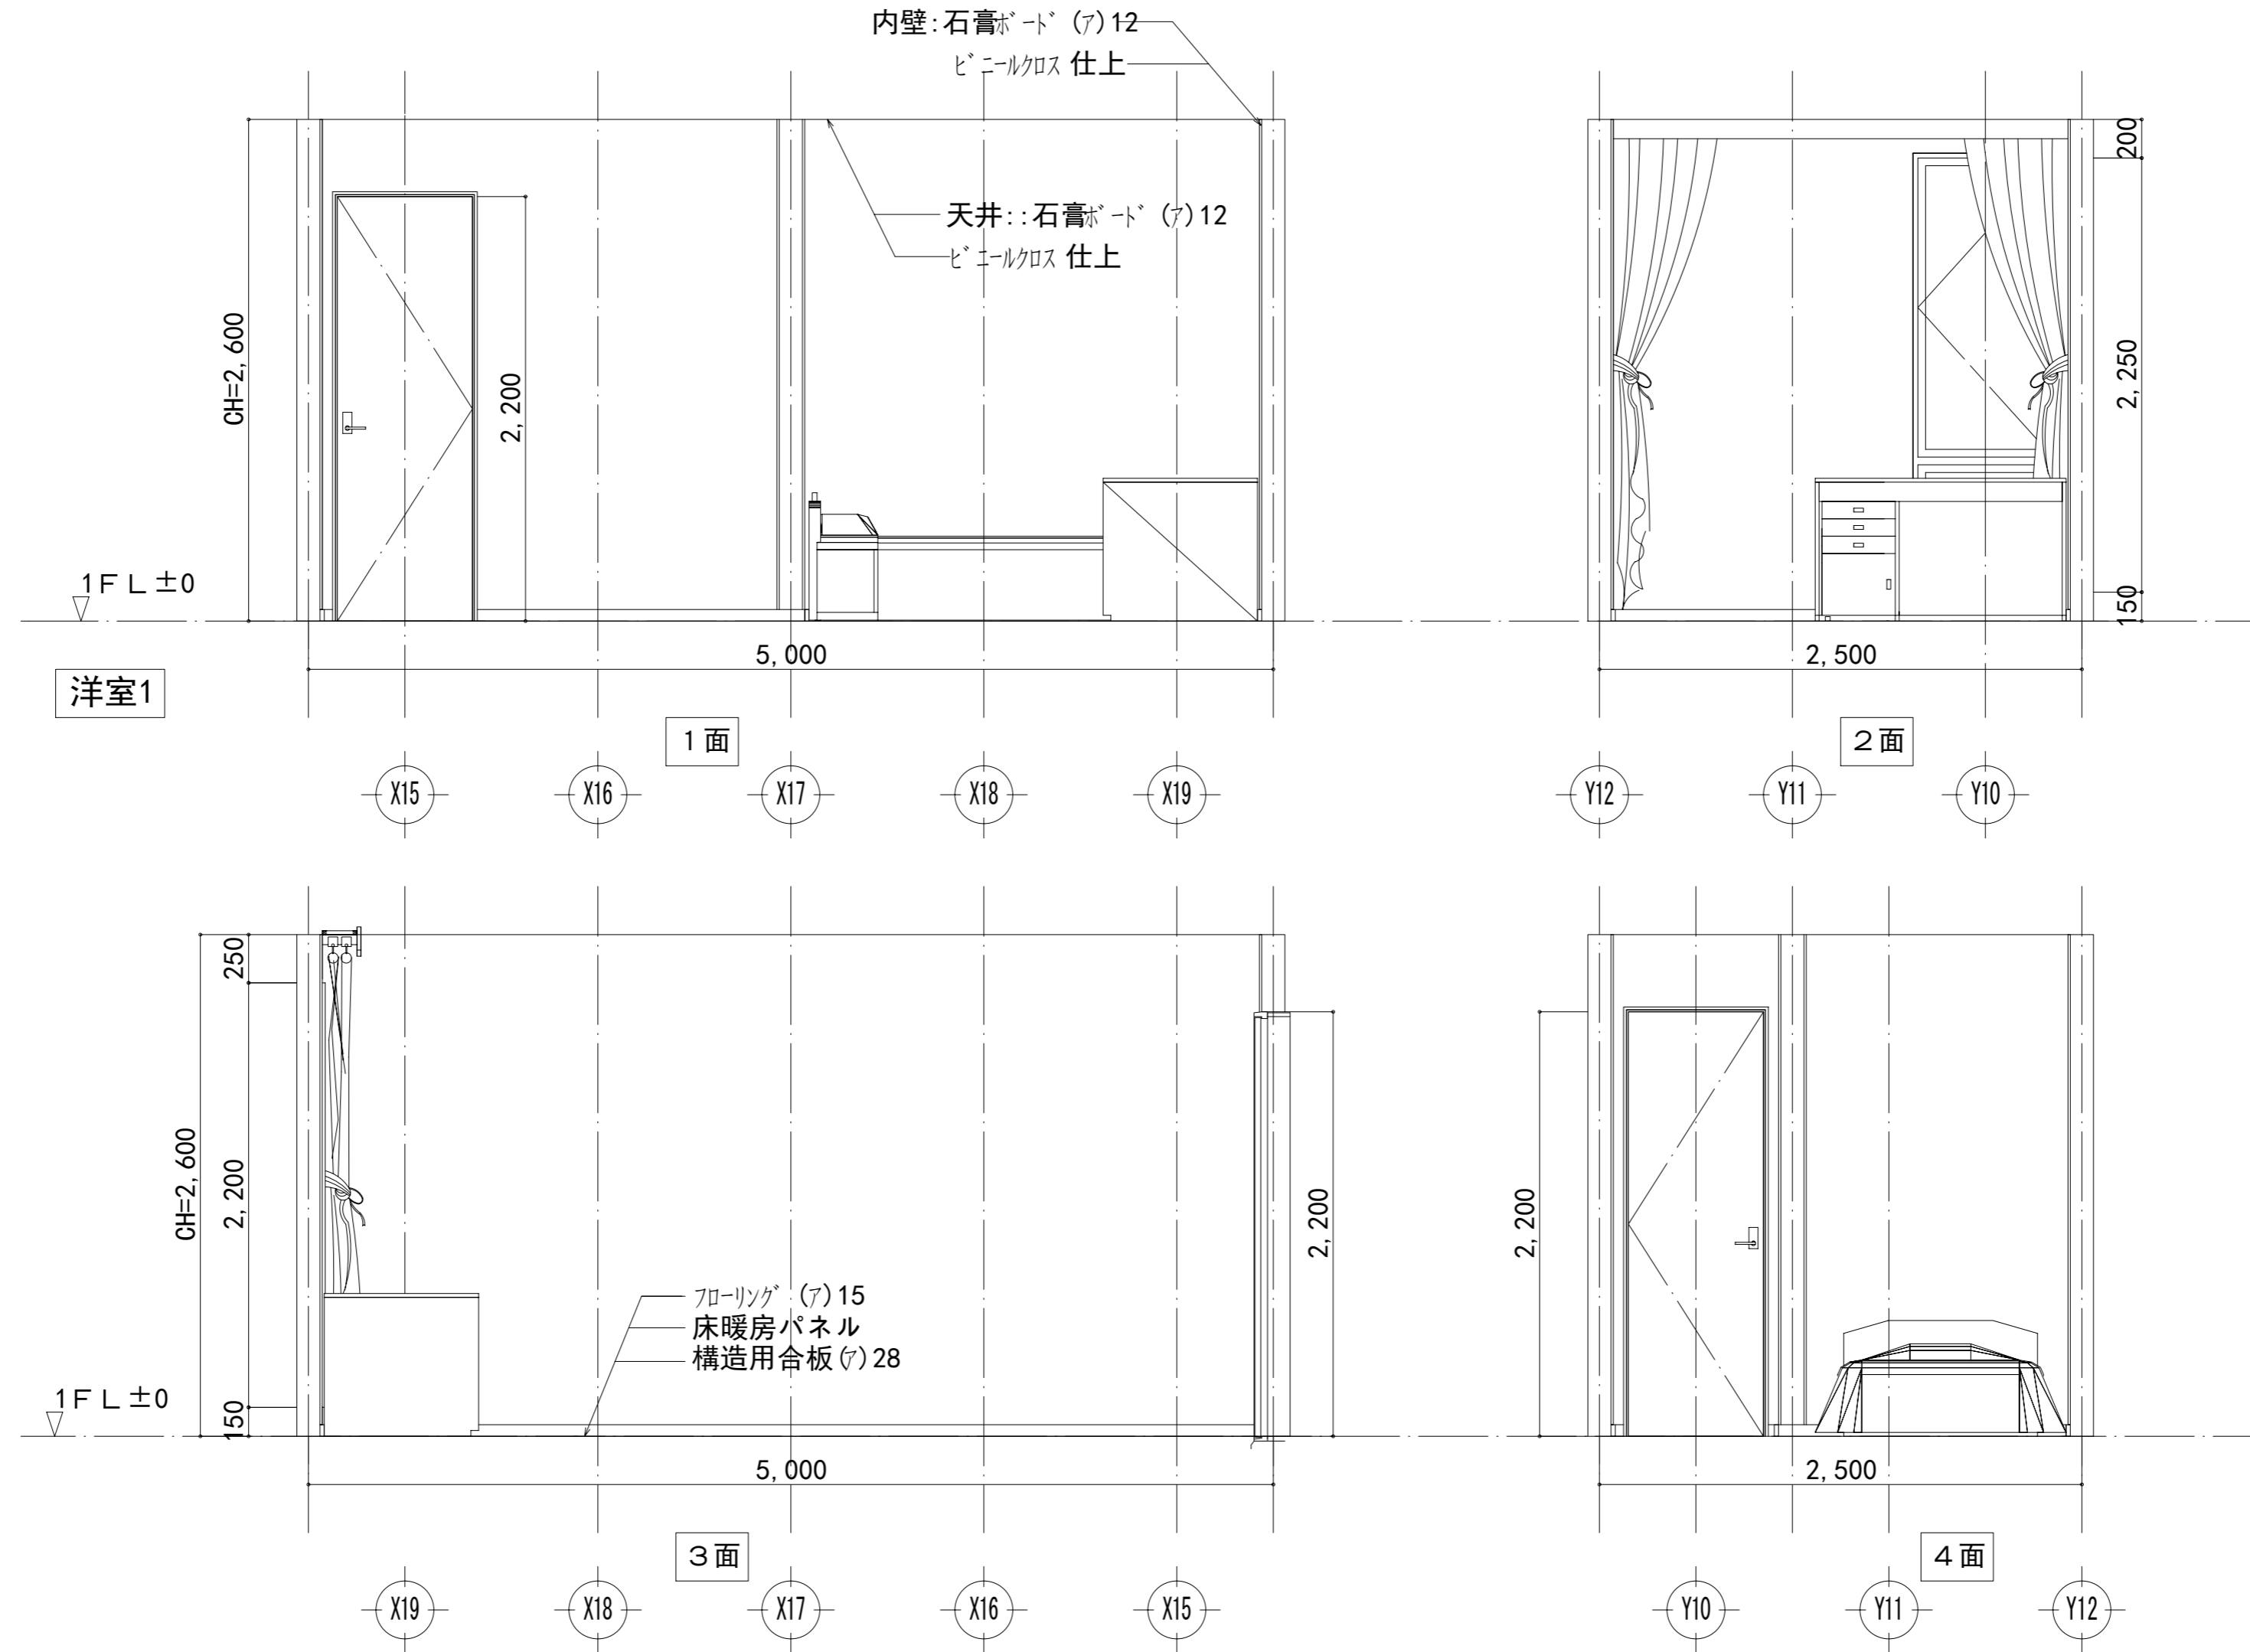 内壁:石膏ボード(ア)12
ビニールクロス 仕上
天井::石膏ボード(ア)12
ビニールクロス 仕上
CH=2,600
2,200
1FL±0
5,000
洋室1
1面
X15
X16
X17
X18
X19
200
2,250
150
2,500
2面
Y12
Y11
Y10
CH=2,600
250
2,200
150
1FL±0
フローリング(ア)15
床暖房パネル
構造用合板(ア)28
2,200
5,000
3面
X19
X18
X17
X16
X15
2,200
2,500
4面
Y10
Y11
Y12